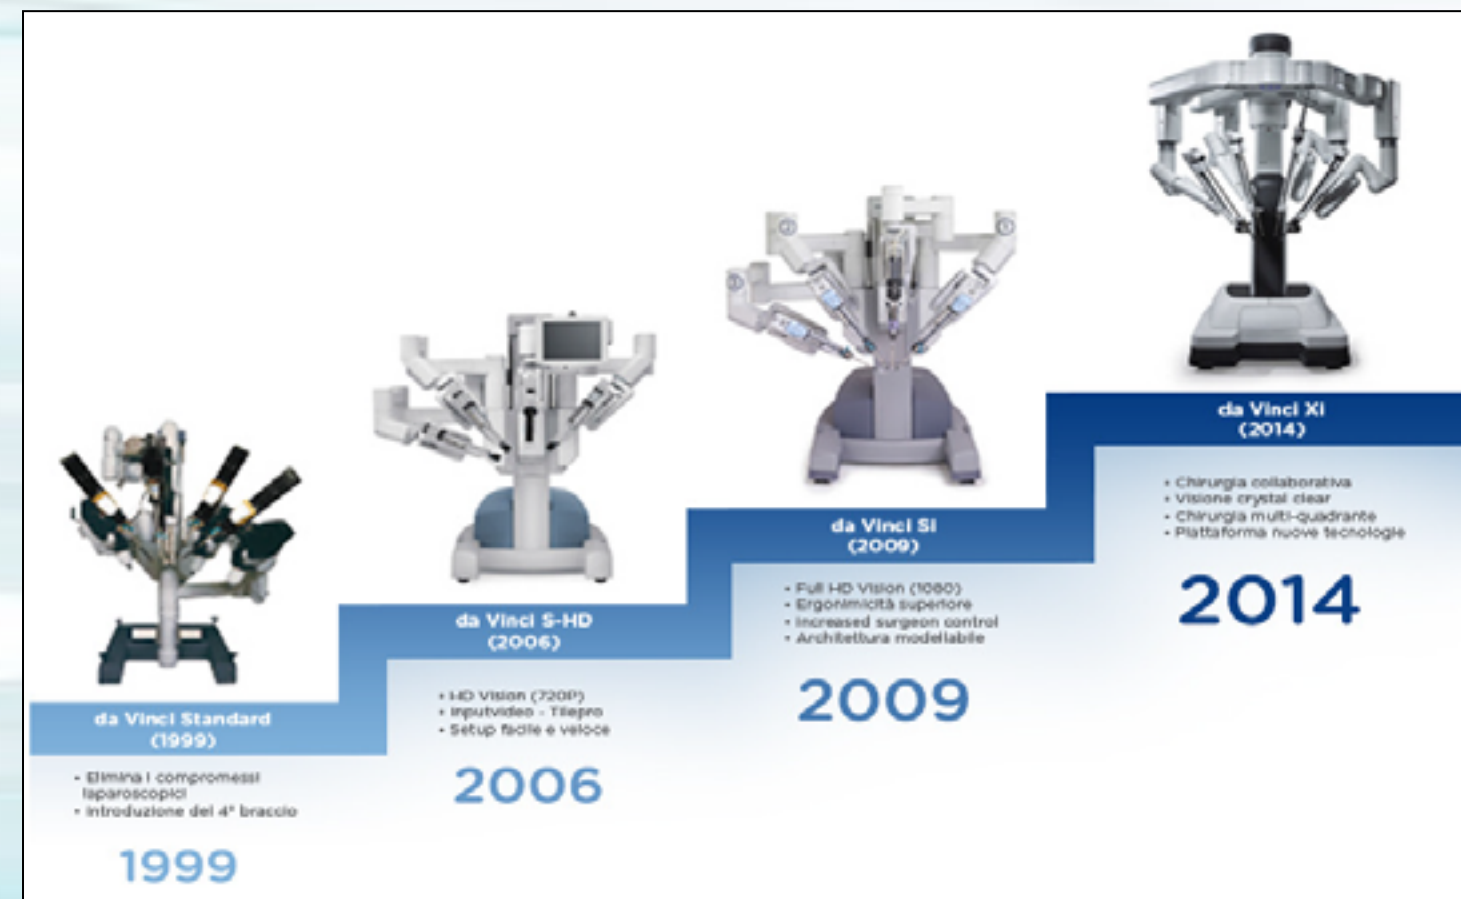 da Vinci Standard
(1999)
• Elimina i compromessi
laparoscopici
• Introduzione del 4° braccio
1999
da Vinci S-HD
(2006)
• HD Vision (720P)
• Inputvideo - Tilepro
• Setup facile e veloce
2006
da Vinci Si
(2009)
• Full HD Vision (1080)
• Ergonimicità superiore
• Increased surgeon control
• Architettura modellabile
2009
da Vinci Xi
(2014)
• Chirurgia collaborativa
• Visione crystal clear
• Chirurgia multi-quadrante
• Piattaforma nuove tecnologie
2014